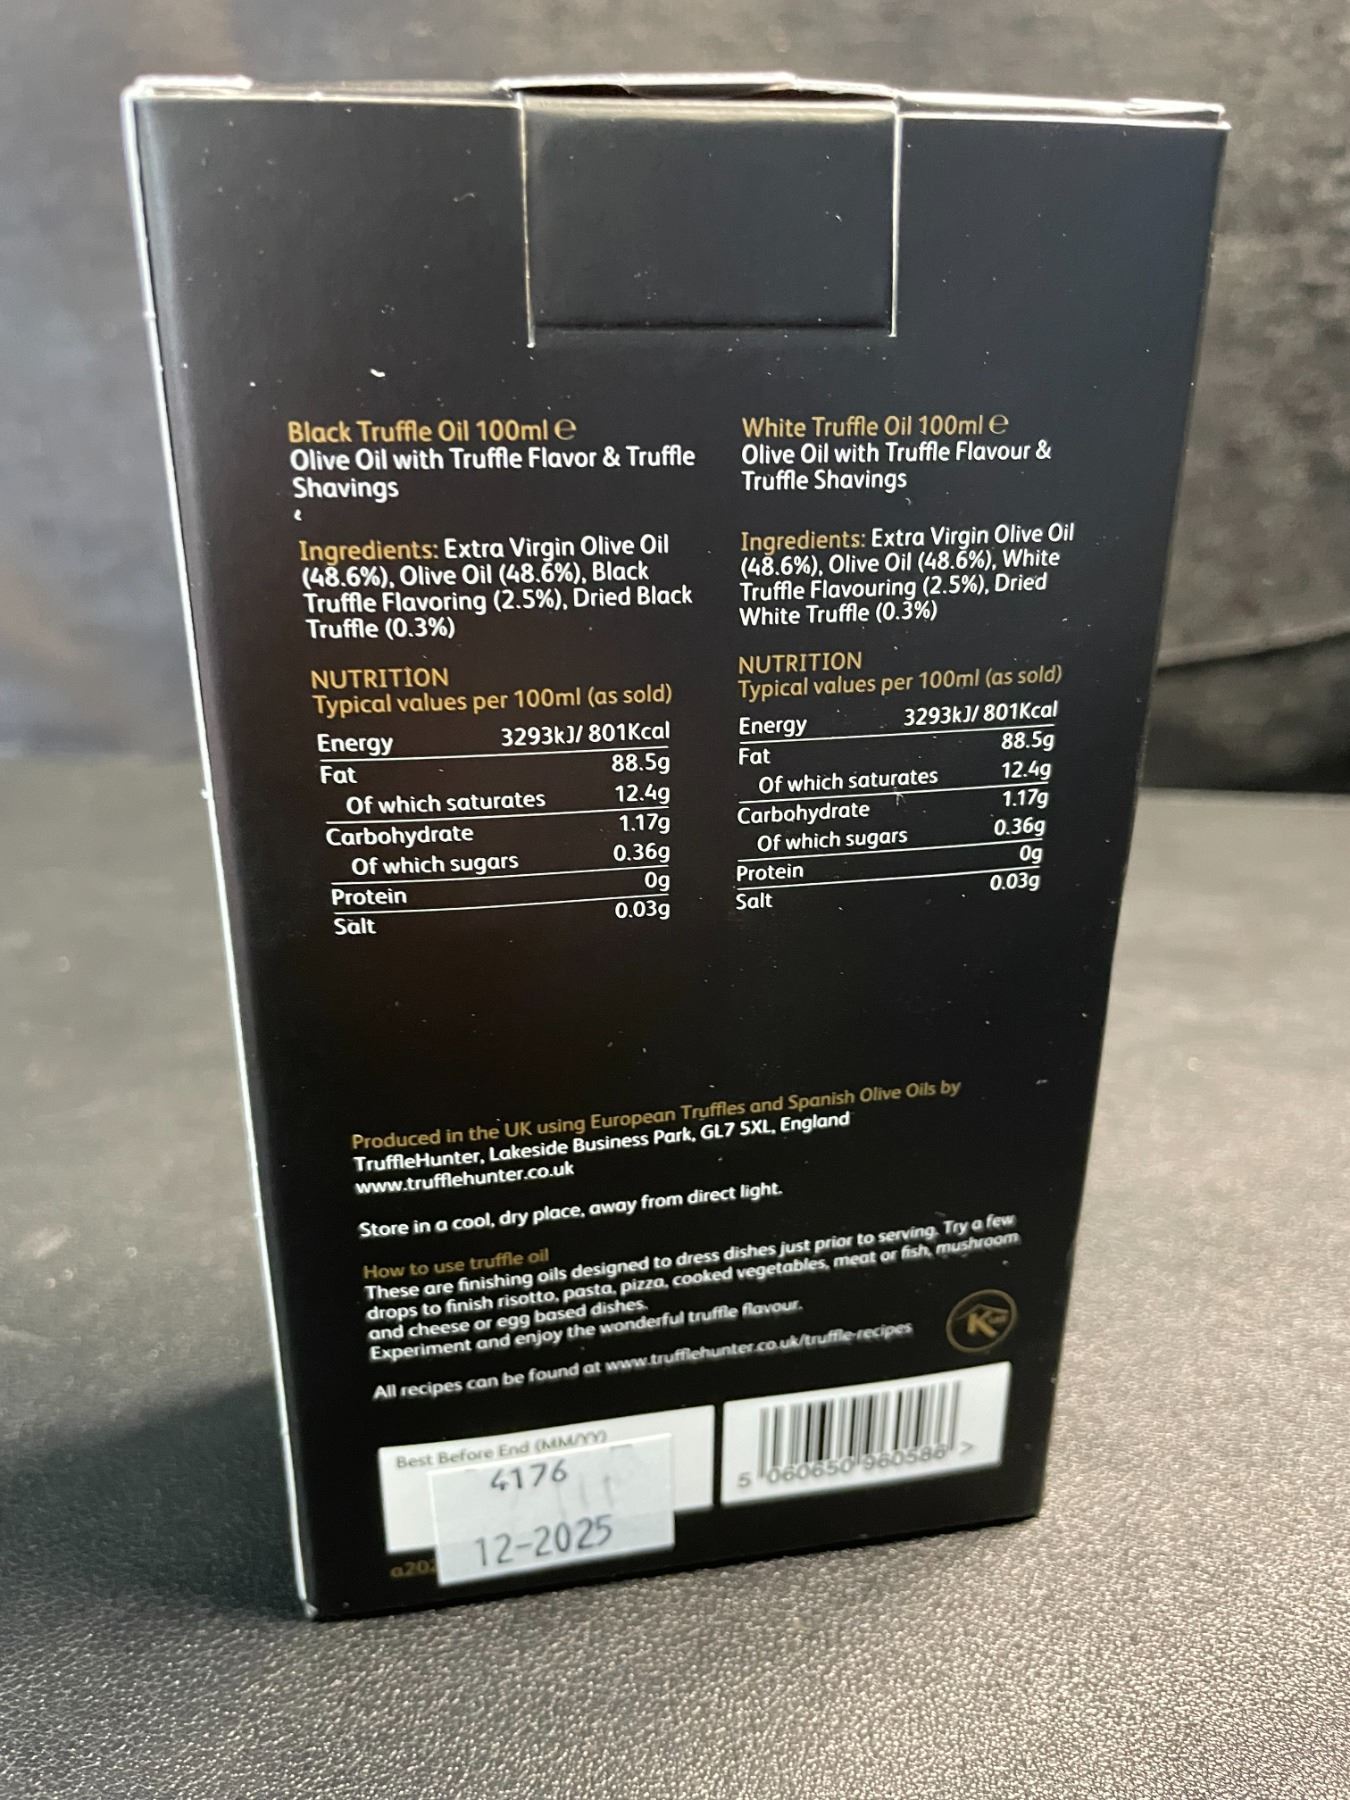 Black Truffle Oil 100ml ℮
Olive Oil with Truffle Flavor & Truffle
Shavings
Ingredients: Extra Virgin Olive Oil
(48.6%), Olive Oil (48.6%), Black
Truffle Flavoring (2.5%), Dried Black
Truffle (0.3%)
NUTRITION
Typical values per 100ml (as sold)
Energy 3293kJ/ 801Kcal
Fat 88.5g
Of which saturates 12.4g
Carbohydrate 1.17g
Of which sugars 0.36g
Protein 0g
Salt 0.03g
White Truffle Oil 100ml ℮
Olive Oil with Truffle Flavour &
Truffle Shavings
Ingredients: Extra Virgin Olive Oil
(48.6%), Olive Oil (48.6%), White
Truffle Flavouring (2.5%), Dried
White Truffle (0.3%)
NUTRITION
Typical values per 100ml (as sold)
Energy 3293kJ/ 801Kcal
Fat 88.5g
Of which saturates 12.4g
Carbohydrate 1.17g
Of which sugars 0.36g
Protein 0g
Salt 0.03g
Produced in the UK using European Truffles and Spanish Olive Oils by
TruffleHunter, Lakeside Business Park, GL7 5XL, England
www.trufflehunter.co.uk
Store in a cool, dry place, away from direct light.
How to use truffle oil
These are finishing oils designed to dress dishes just prior to serving. Try a few
drops to finish risotto, pasta, pizza, cooked vegetables, meat or fish, mushroom
and cheese or egg based dishes.
Experiment and enjoy the wonderful truffle flavour.
All recipes can be found at www.trufflehunter.co.uk/truffle-recipes
K
Best Before End (MM/YY)
4176
12-2025
a202
5 060650 960586 >